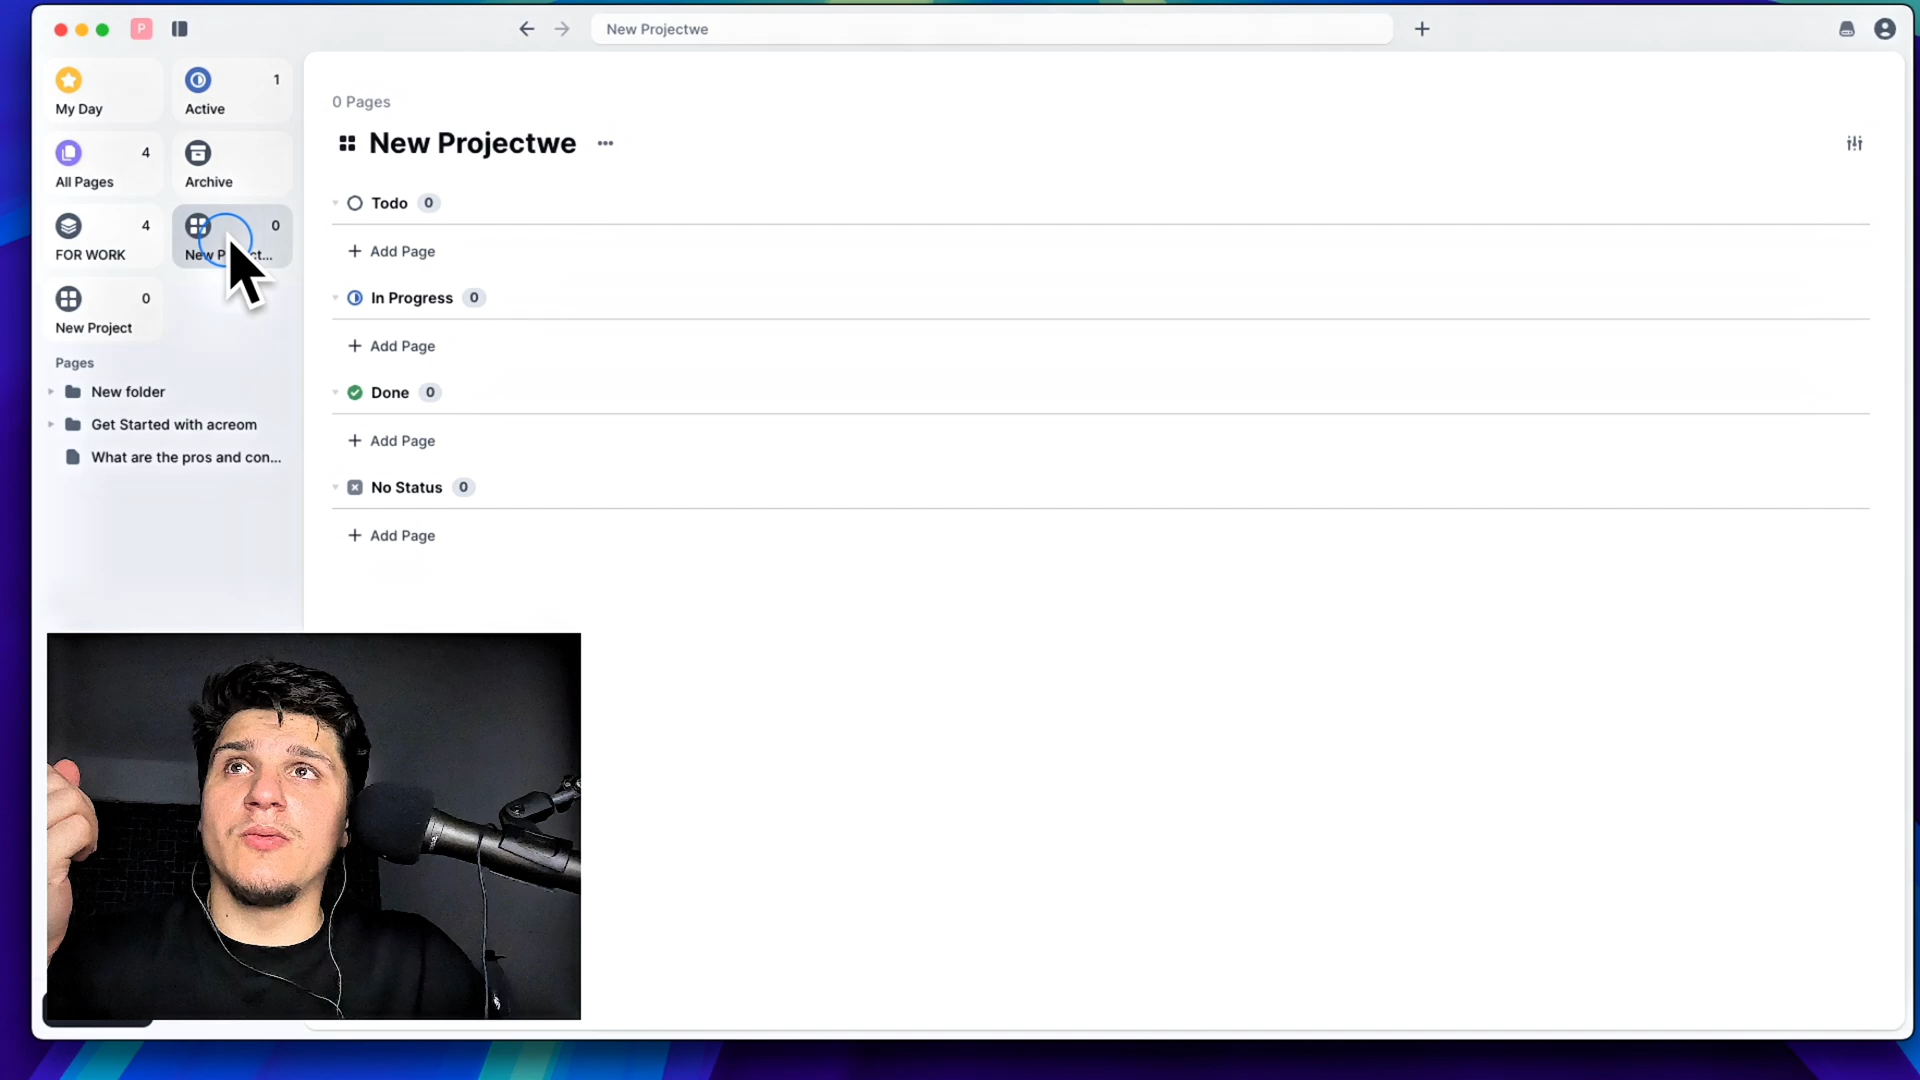 P
New Projectwe
My Day
Active
1
All Pages
4
Archive
FOR WORK
4
New Project...
0
New Project
0
Pages
New folder
Get Started with acreom
What are the pros and con...
0 Pages
New Projectwe
Todo 0
Add Page
In Progress 0
Add Page
Done 0
Add Page
No Status 0
Add Page